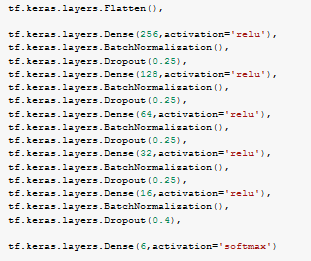 tf.keras.layers.Flatten(),
tf.keras.layers.Dense(256,activation='relu'),
tf.keras.layers.BatchNormalization(),
tf.keras.layers.Dropout(0.25),
tf.keras.layers.Dense(128,activation='relu'),
tf.keras.layers.BatchNormalization(),
tf.keras.layers.Dropout(0.25),
tf.keras.layers.Dense(64,activation='relu'),
tf.keras.layers.BatchNormalization(),
tf.keras.layers.Dropout(0.25),
tf.keras.layers.Dense(32,activation='relu'),
tf.keras.layers.BatchNormalization(),
tf.keras.layers.Dropout(0.25),
tf.keras.layers.Dense(16,activation='relu'),
tf.keras.layers.BatchNormalization(),
tf.keras.layers.Dropout(0.4),
tf.keras.layers.Dense(6,activation='softmax')